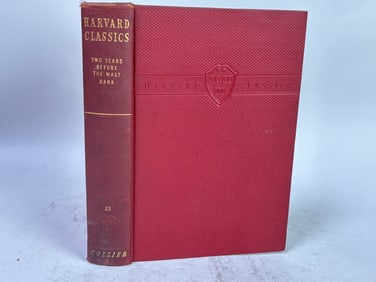 HARVARD
CLASSICS
TWO YEARS
BEFORE
THE MAST
DANA
23
COLLIER
HARVARD CLASSICS